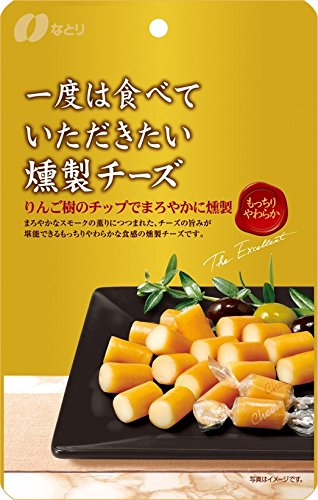 なとり
一度は食べて
いただきたい
燻製チーズ
りんご樹のチップでまろやかに燻製
もっちり
やわらか
まろやかなスモークの薫りにつつまれた、チーズの旨みが
堪能できるもっちりやわらかな食感の燻製チーズです。
The Excellent
Cheese
Cheese
写真はイメージです。